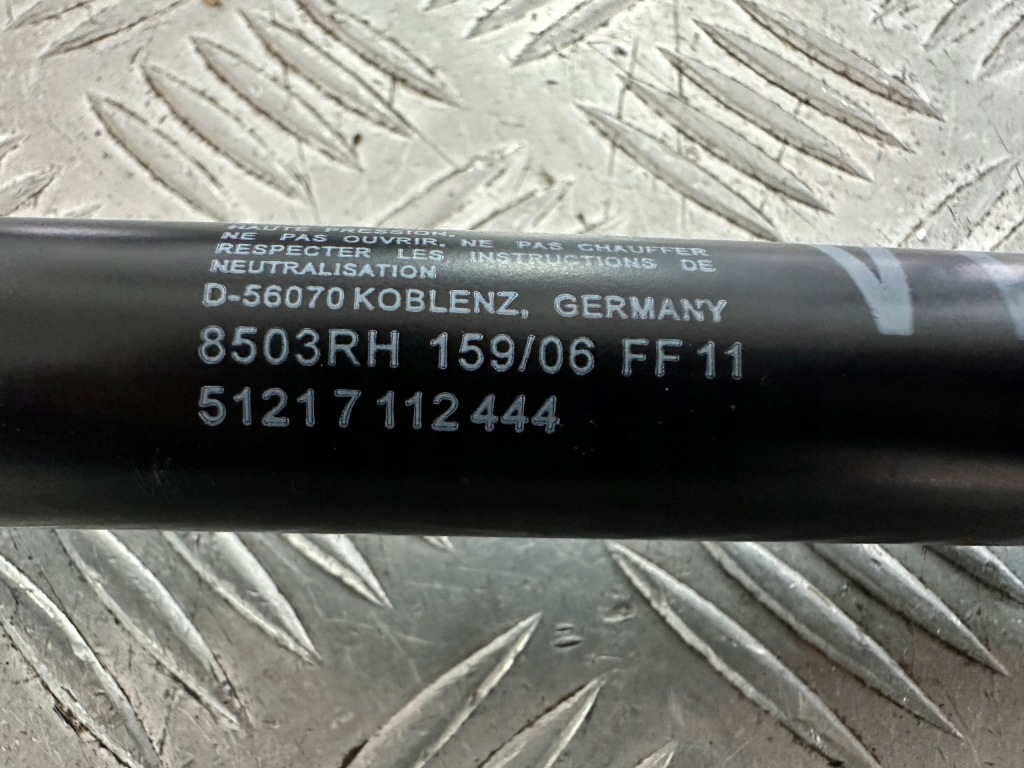 HAUTE PRESSION,
NE PAS OUVRIR, NE PAS CHAUFFER
RESPECTER LES INSTRUCTIONS DE
NEUTRALISATION
D-56070 KOBLENZ, GERMANY
8503RH 159/06 FF 11
51217 112 444